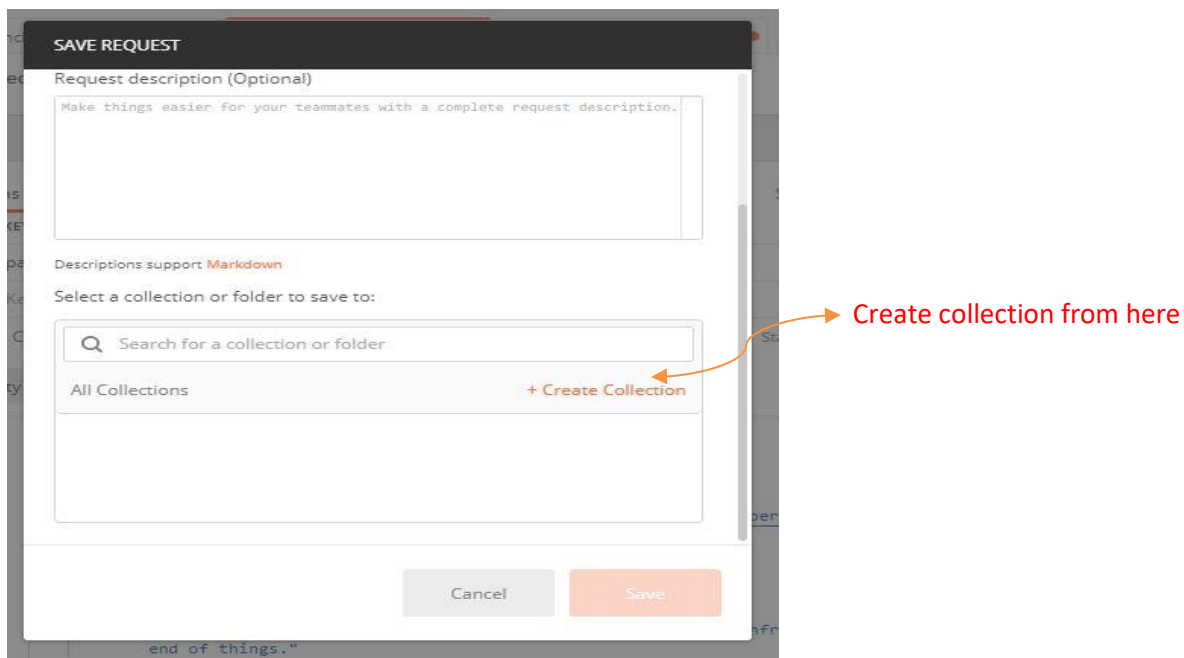 SAVE REQUEST
Request description (Optional)
Make things easier for your teammates with a complete request description.
Descriptions support Markdown
Select a collection or folder to save to:
Search for a collection or folder
All Collections + Create Collection
Create collection from here
Cancel Save
end of things."